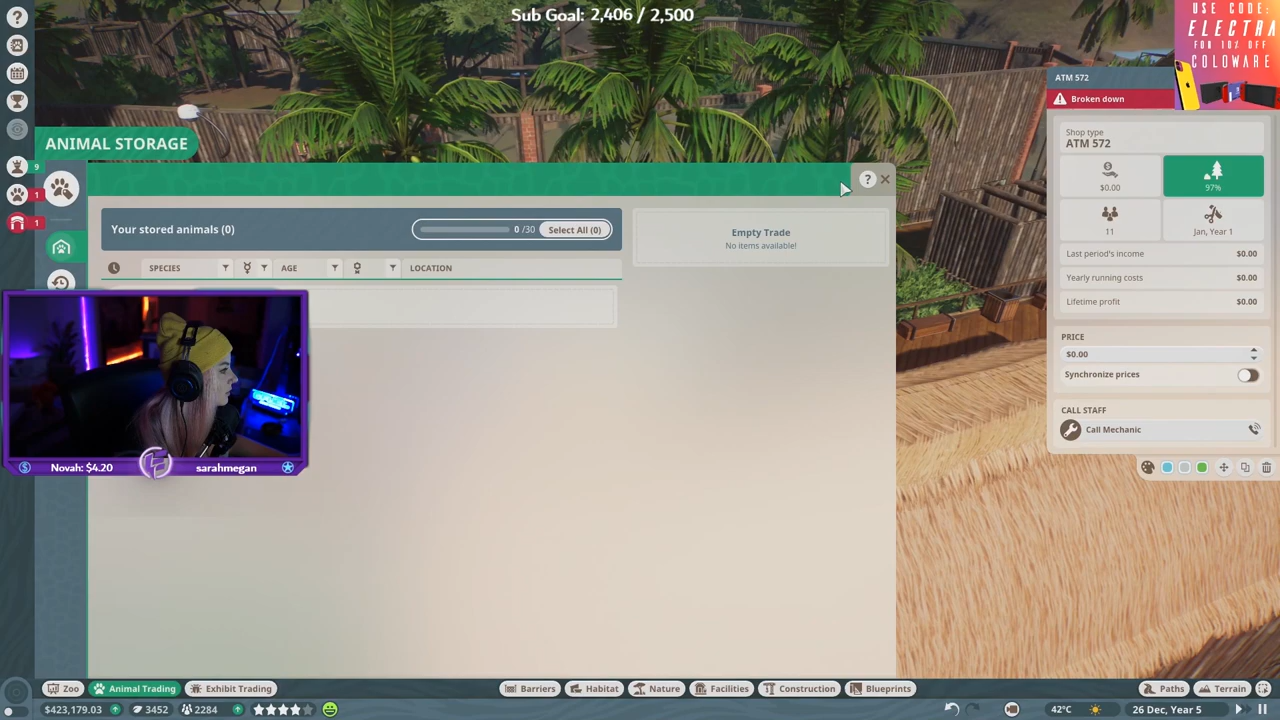 Sub Goal: 2,406 / 2,500
USE CODE:
ELECTRA
FOR 10% OFF
COLOWARE
ANIMAL STORAGE
9
1
1
?
?
Your stored animals (0)
0 /30
Select All (0)
SPECIES
AGE
LOCATION
Empty Trade
No items available!
Novah: $4.20
sarahmegan
ATM 572
Broken down
Shop type
ATM 572
$0.00
97%
11
Jan, Year 1
Last period's income $0.00
Yearly running costs $0.00
Lifetime profit $0.00
PRICE
$0.00
Synchronize prices
CALL STAFF
Call Mechanic
Zoo
Animal Trading
Exhibit Trading
Barriers
Habitat
Nature
Facilities
Construction
Blueprints
Paths
Terrain
$423,179.03
3452
2284
42°C
26 Dec, Year 5